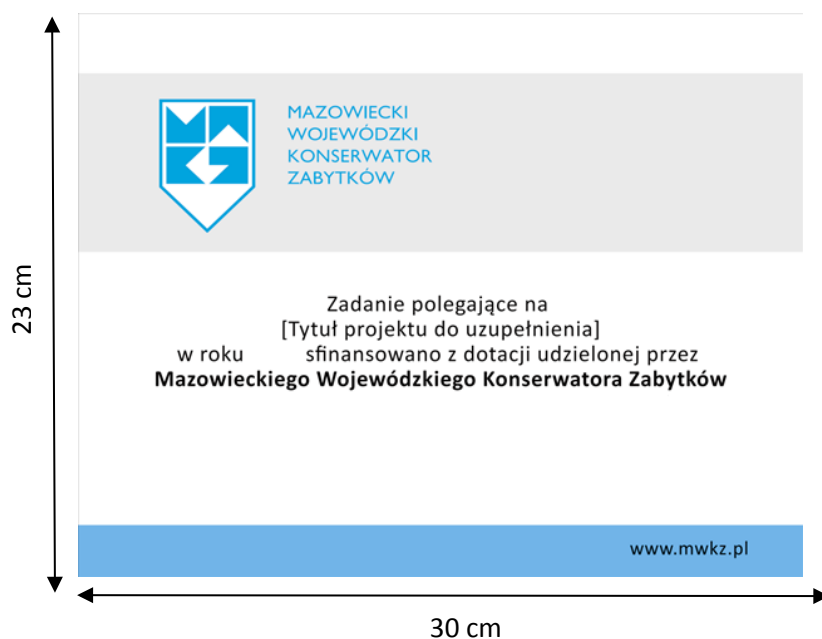 MAZOWIECKI
WOJEWÓDZKI
KONSERWATOR
ZABYTKÓW
23 cm
Zadanie polegające na
[Tytuł projektu do uzupełnienia]
w roku sfinansowano z dotacji udzielonej przez
Mazowieckiego Wojewódzkiego Konserwatora Zabytków
www.mwkz.pl
30 cm